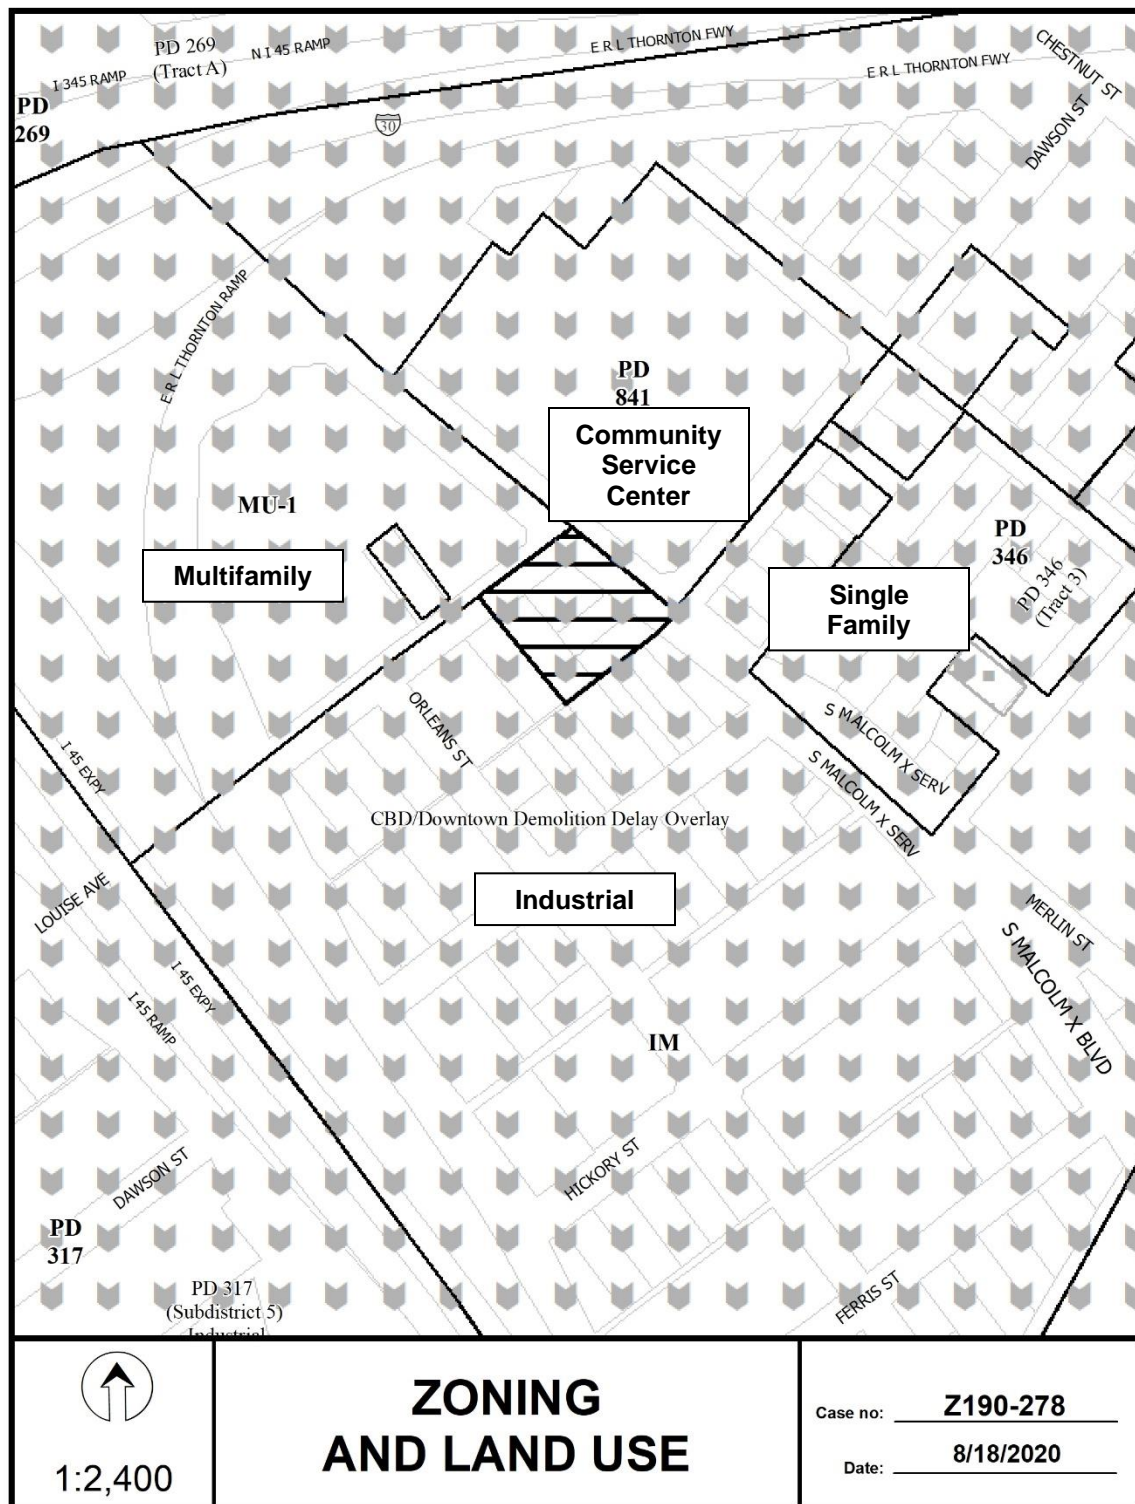 PD 269
(Tract A)
N I 45 RAMP
E R L THORNTON FWY
E R L THORNTON FWY
CHESTNUT ST
I 345 RAMP
PD
269
30
DAWSON ST
E R L THORNTON RAMP
PD
841
Community
Service
Center
MU-1
PD
346
Multifamily
Single
Family
PD 346
(Tract 3)
ORLEANS ST
S MALCOLM X SERV
S MALCOLM X SERV
I 45 EXPY
CBD/Downtown Demolition Delay Overlay
LOUISE AVE
Industrial
MERLIN ST
S MALCOLM X BLVD
I 45 EXPY
I 45 RAMP
IM
DAWSON ST
HICKORY ST
PD
317
PD 317
(Subdistrict 5)
Industrial
FERRIS ST
1:2,400
ZONING
AND LAND USE
Case no: Z190-278
Date: 8/18/2020